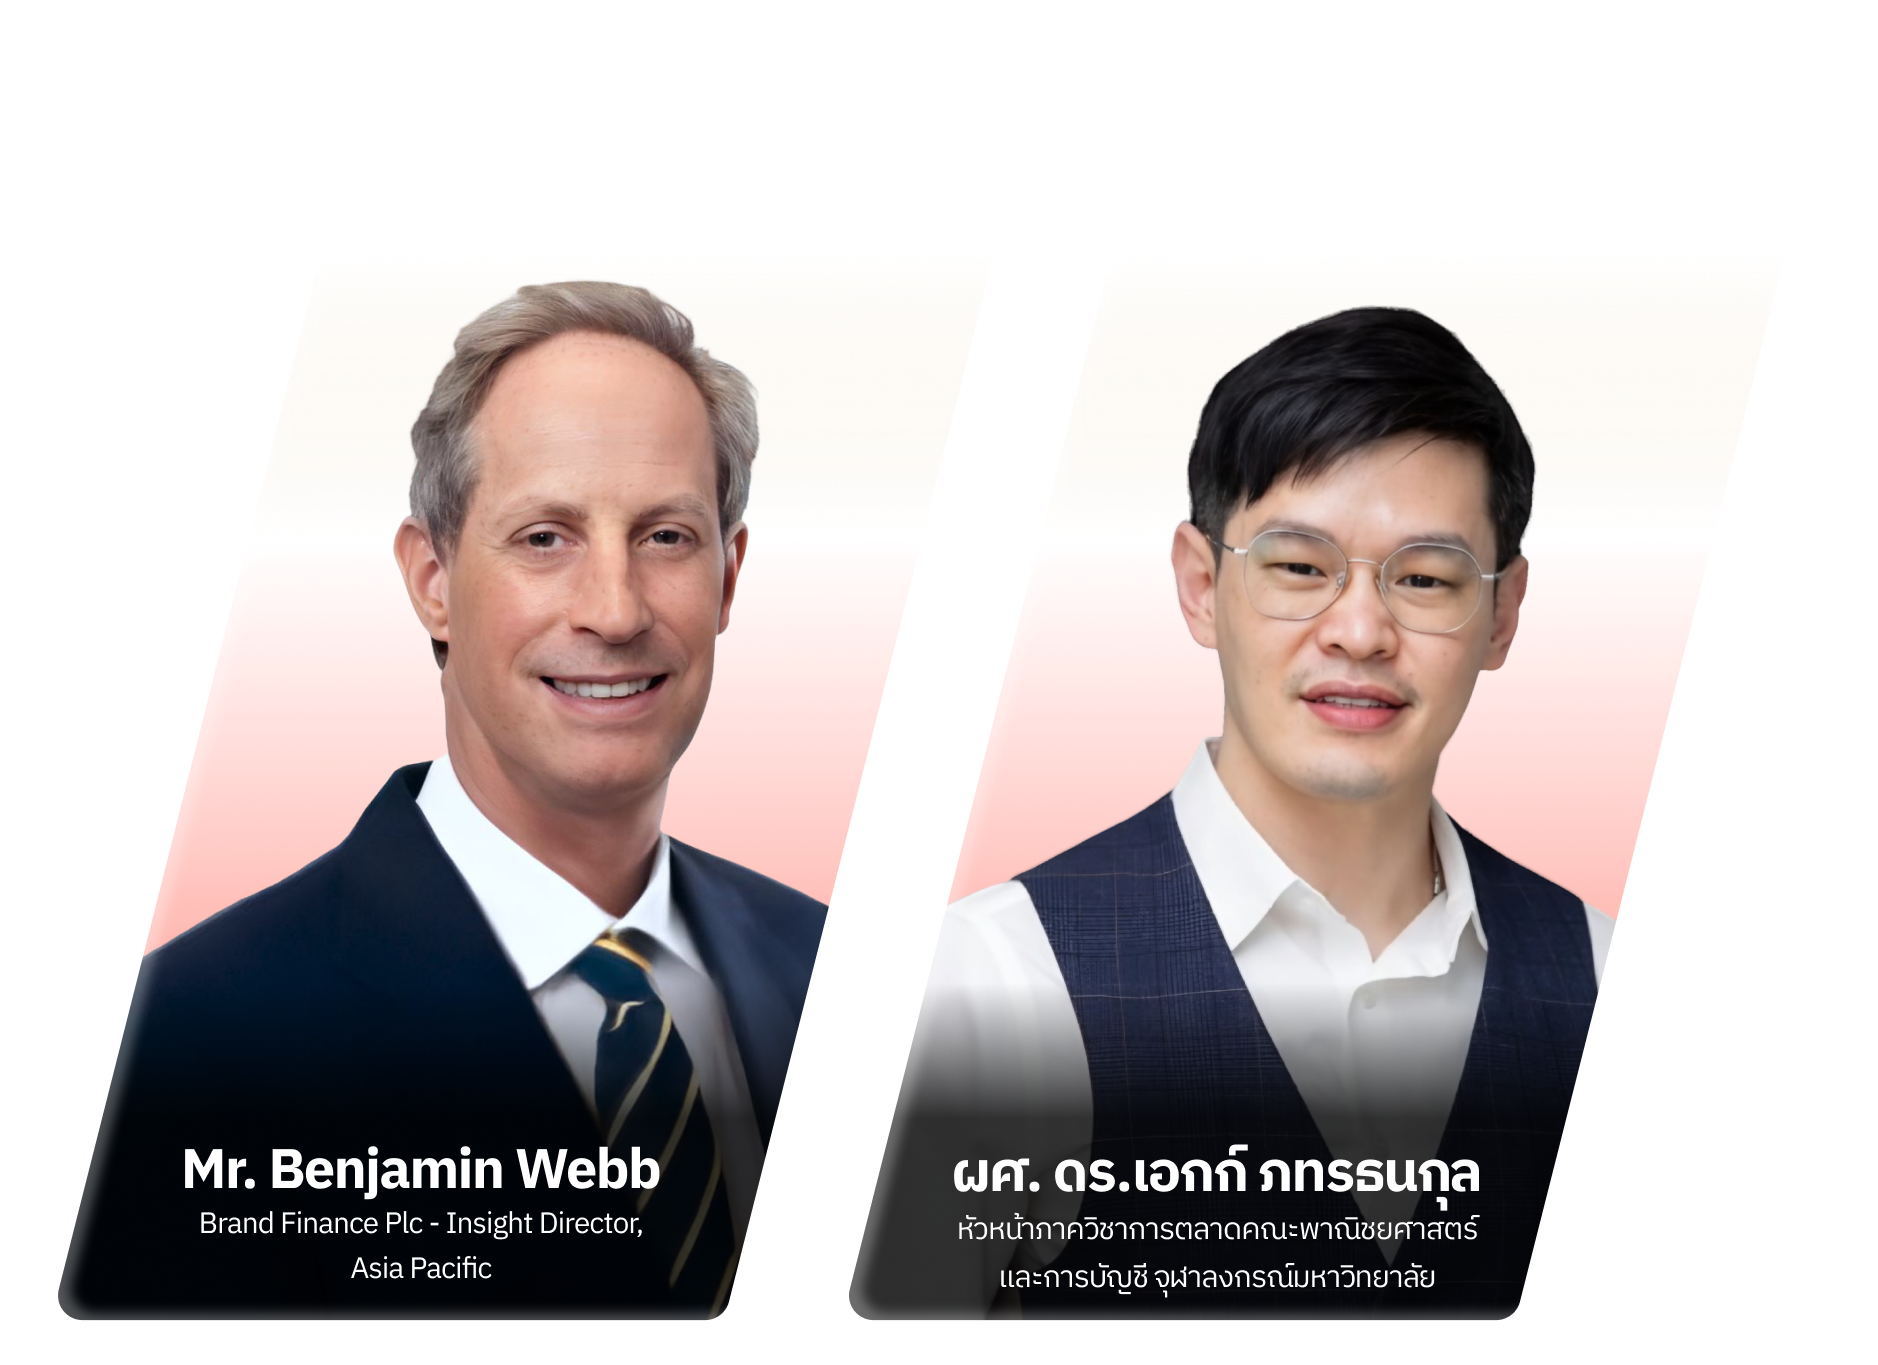 Mr. Benjamin Webb
Brand Finance Plc - Insight Director,
Asia Pacific
ผศ. ดร.เอกก์ ภทรธนกุล
หัวหน้าภาควิชาการตลาดคณะพาณิชยศาสตร์
และการบัญชี จุฬาลงกรณ์มหาวิทยาลัย